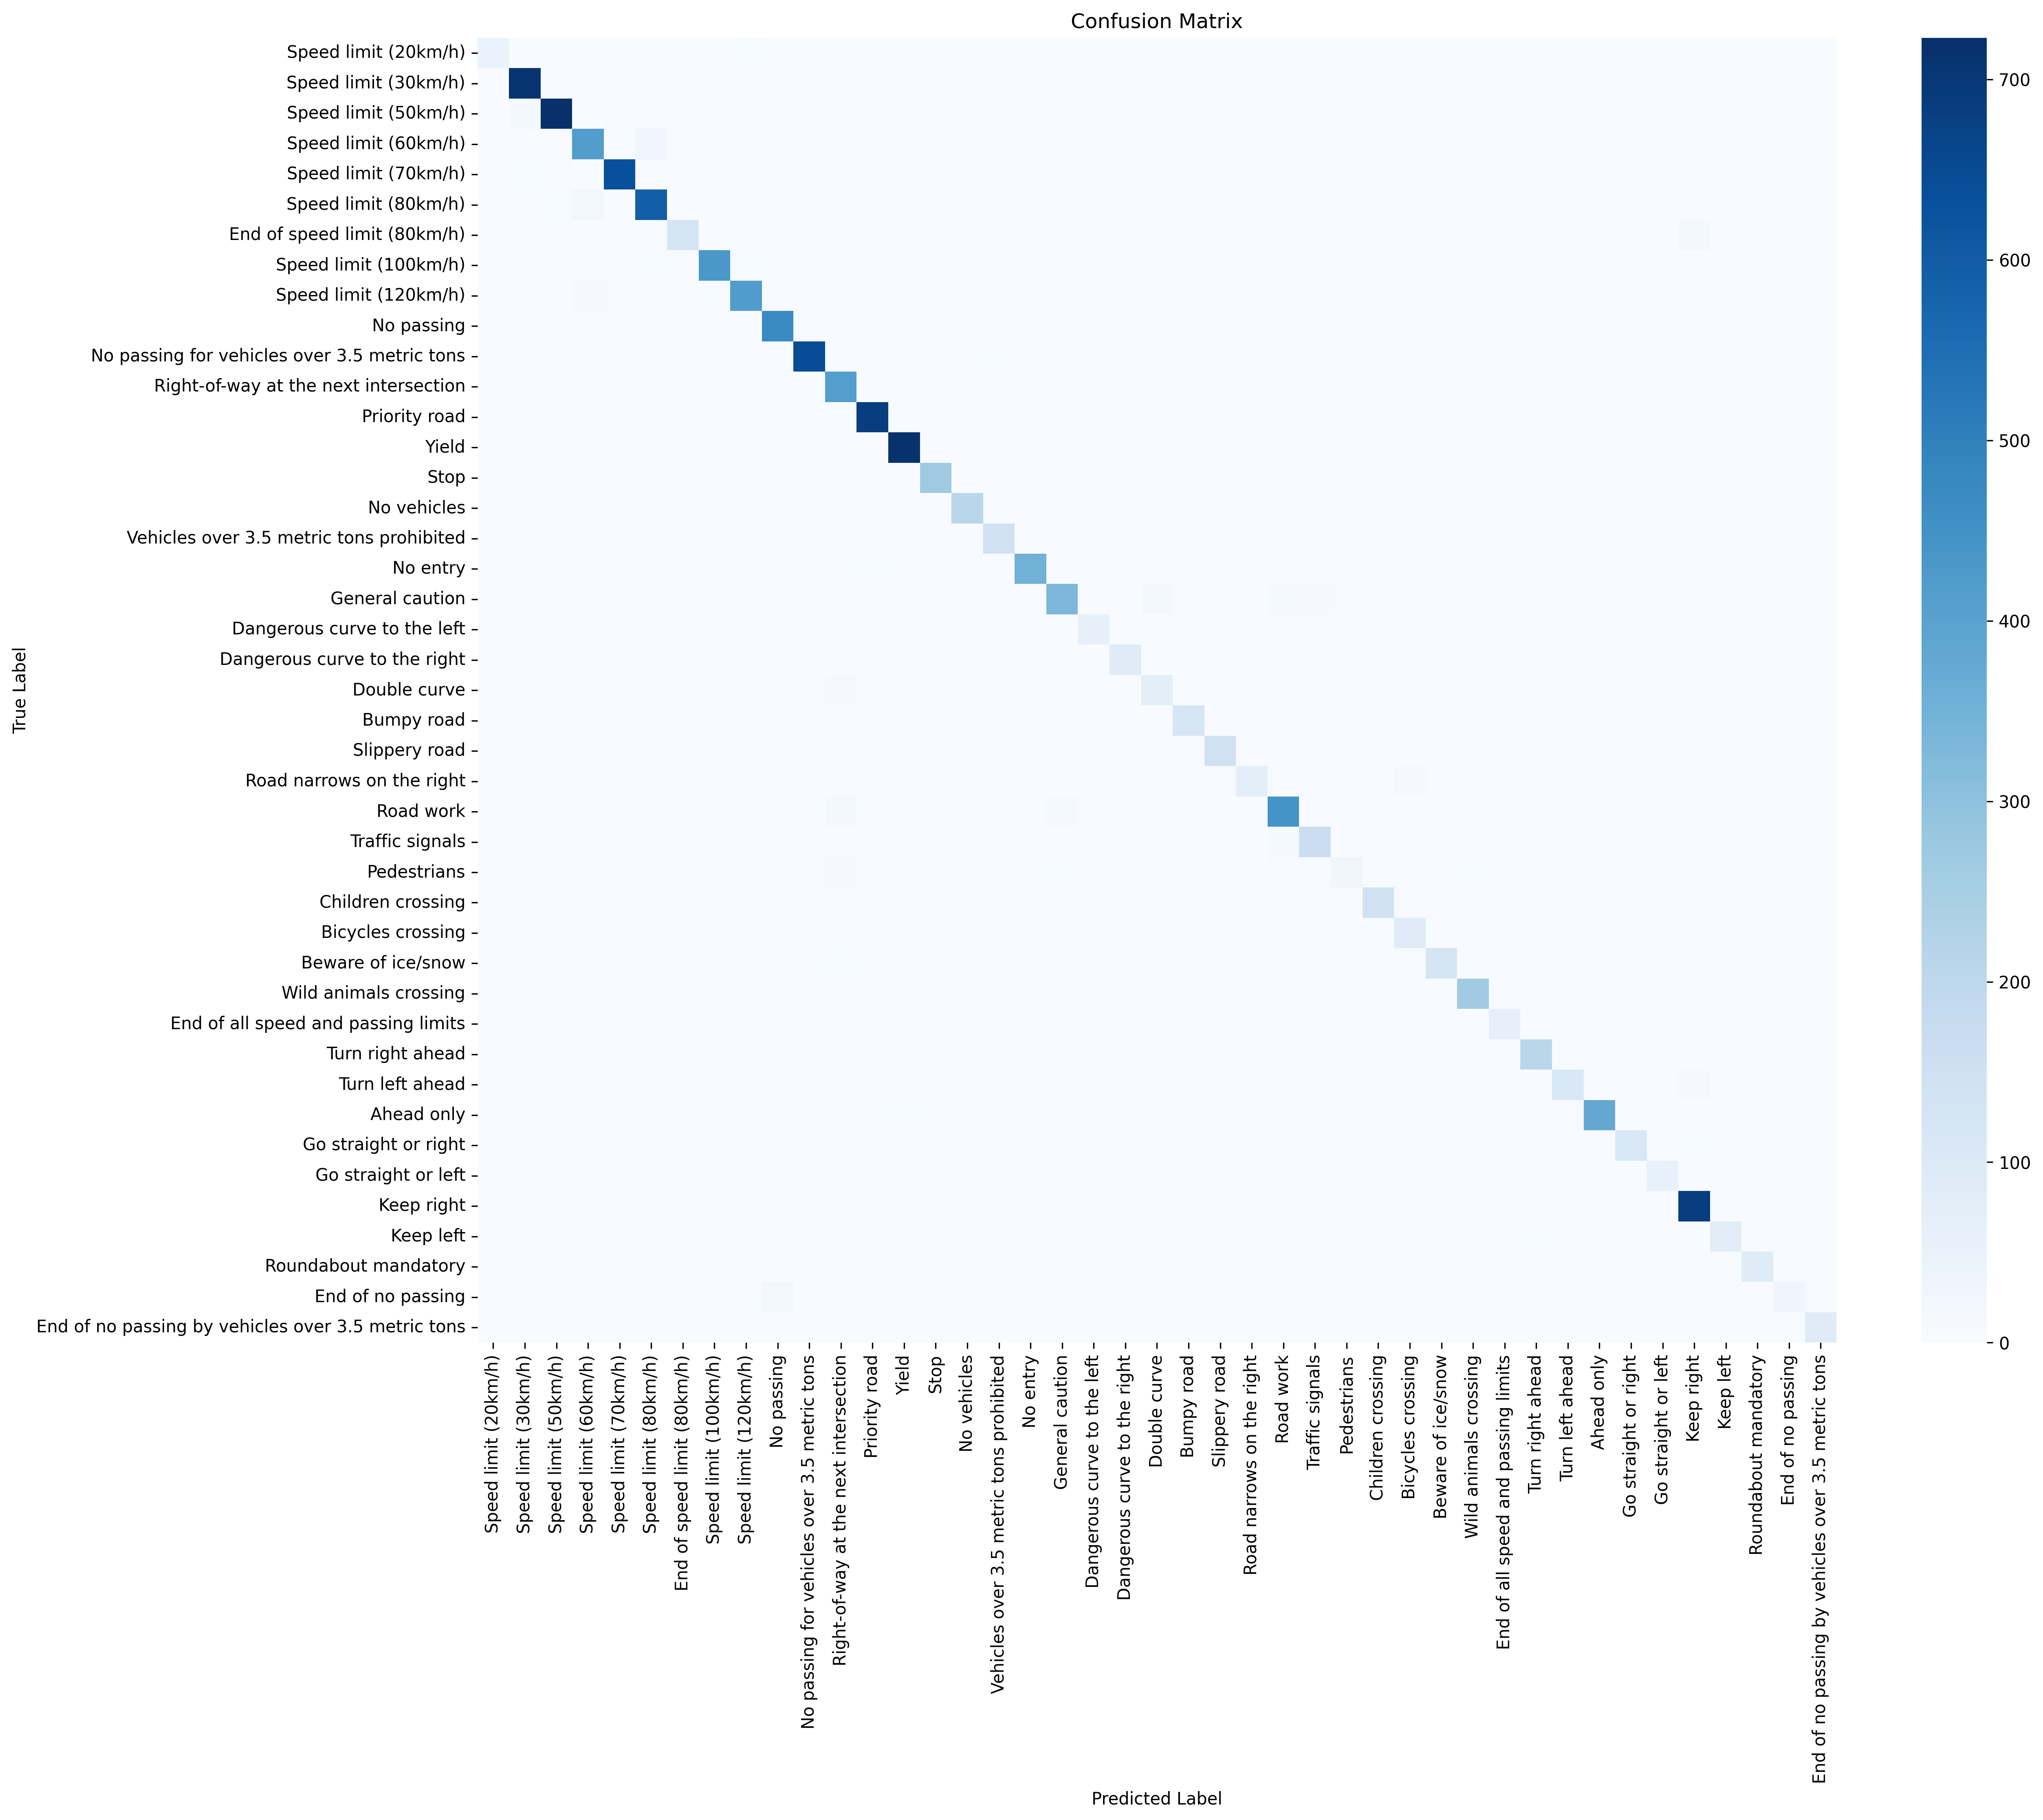 Confusion Matrix
True Label
Speed limit (20km/h)
Speed limit (30km/h)
Speed limit (50km/h)
Speed limit (60km/h)
Speed limit (70km/h)
Speed limit (80km/h)
End of speed limit (80km/h)
Speed limit (100km/h)
Speed limit (120km/h)
No passing
No passing for vehicles over 3.5 metric tons
Right-of-way at the next intersection
Priority road
Yield
Stop
No vehicles
Vehicles over 3.5 metric tons prohibited
No entry
General caution
Dangerous curve to the left
Dangerous curve to the right
Double curve
Bumpy road
Slippery road
Road narrows on the right
Road work
Traffic signals
Pedestrians
Children crossing
Bicycles crossing
Beware of ice/snow
Wild animals crossing
End of all speed and passing limits
Turn right ahead
Turn left ahead
Ahead only
Go straight or right
Go straight or left
Keep right
Keep left
Roundabout mandatory
End of no passing
End of no passing by vehicles over 3.5 metric tons
700
600
500
400
300
200
100
0
Speed limit (20km/h)
Speed limit (30km/h)
Speed limit (50km/h)
Speed limit (60km/h)
Speed limit (70km/h)
Speed limit (80km/h)
End of speed limit (80km/h)
Speed limit (100km/h)
Speed limit (120km/h)
No passing
No passing for vehicles over 3.5 metric tons
Right-of-way at the next intersection
Priority road
Yield
Stop
No vehicles
Vehicles over 3.5 metric tons prohibited
No entry
General caution
Dangerous curve to the left
Dangerous curve to the right
Double curve
Bumpy road
Slippery road
Road narrows on the right
Road work
Traffic signals
Pedestrians
Children crossing
Bicycles crossing
Beware of ice/snow
Wild animals crossing
End of all speed and passing limits
Turn right ahead
Turn left ahead
Ahead only
Go straight or right
Go straight or left
Keep right
Keep left
Roundabout mandatory
End of no passing
End of no passing by vehicles over 3.5 metric tons
Predicted Label